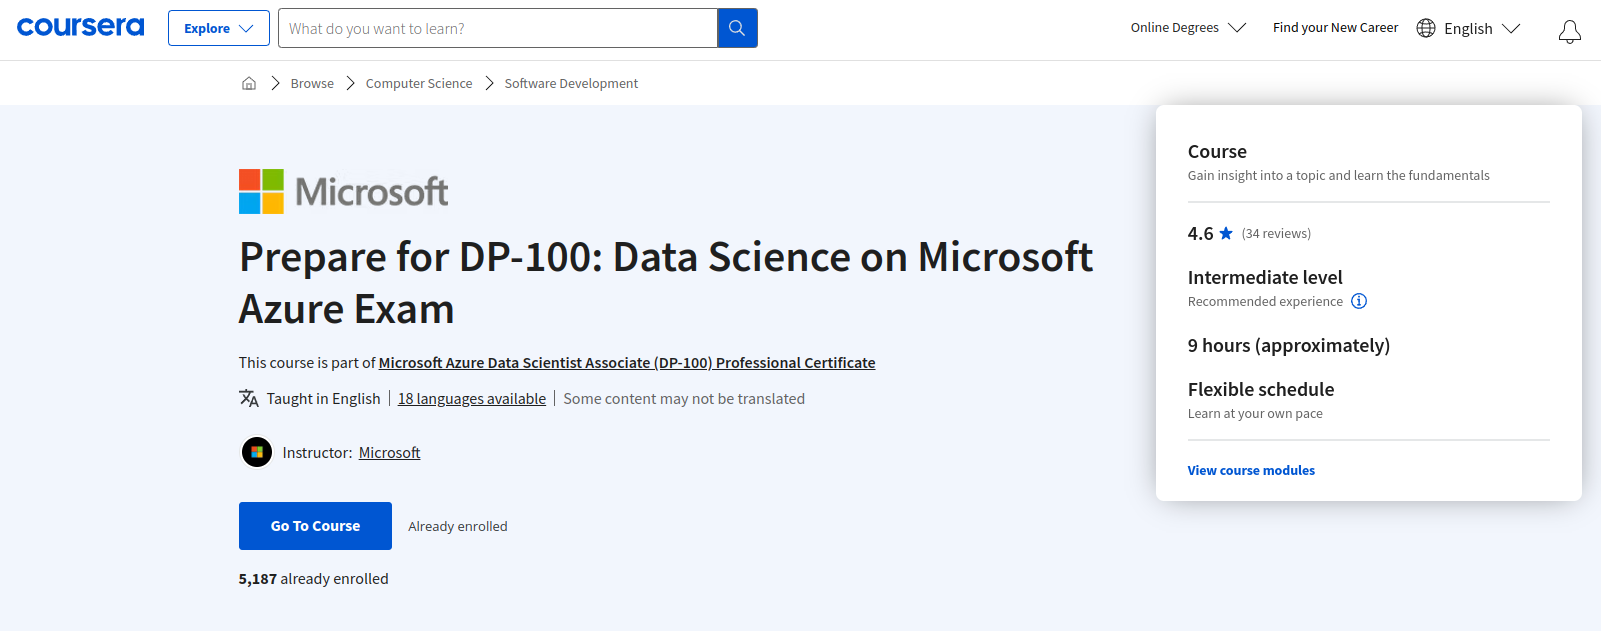 coursera
Explore
What do you want to learn?
Online Degrees
Find your New Career
English
Browse
Computer Science
Software Development
Microsoft
Prepare for DP-100: Data Science on Microsoft
Azure Exam
This course is part of Microsoft Azure Data Scientist Associate (DP-100) Professional Certificate
Taught in English | 18 languages available | Some content may not be translated
Instructor: Microsoft
Go To Course
Already enrolled
5,187 already enrolled
Course
Gain insight into a topic and learn the fundamentals
4.6 ★ (34 reviews)
Intermediate level
Recommended experience
9 hours (approximately)
Flexible schedule
Learn at your own pace
View course modules